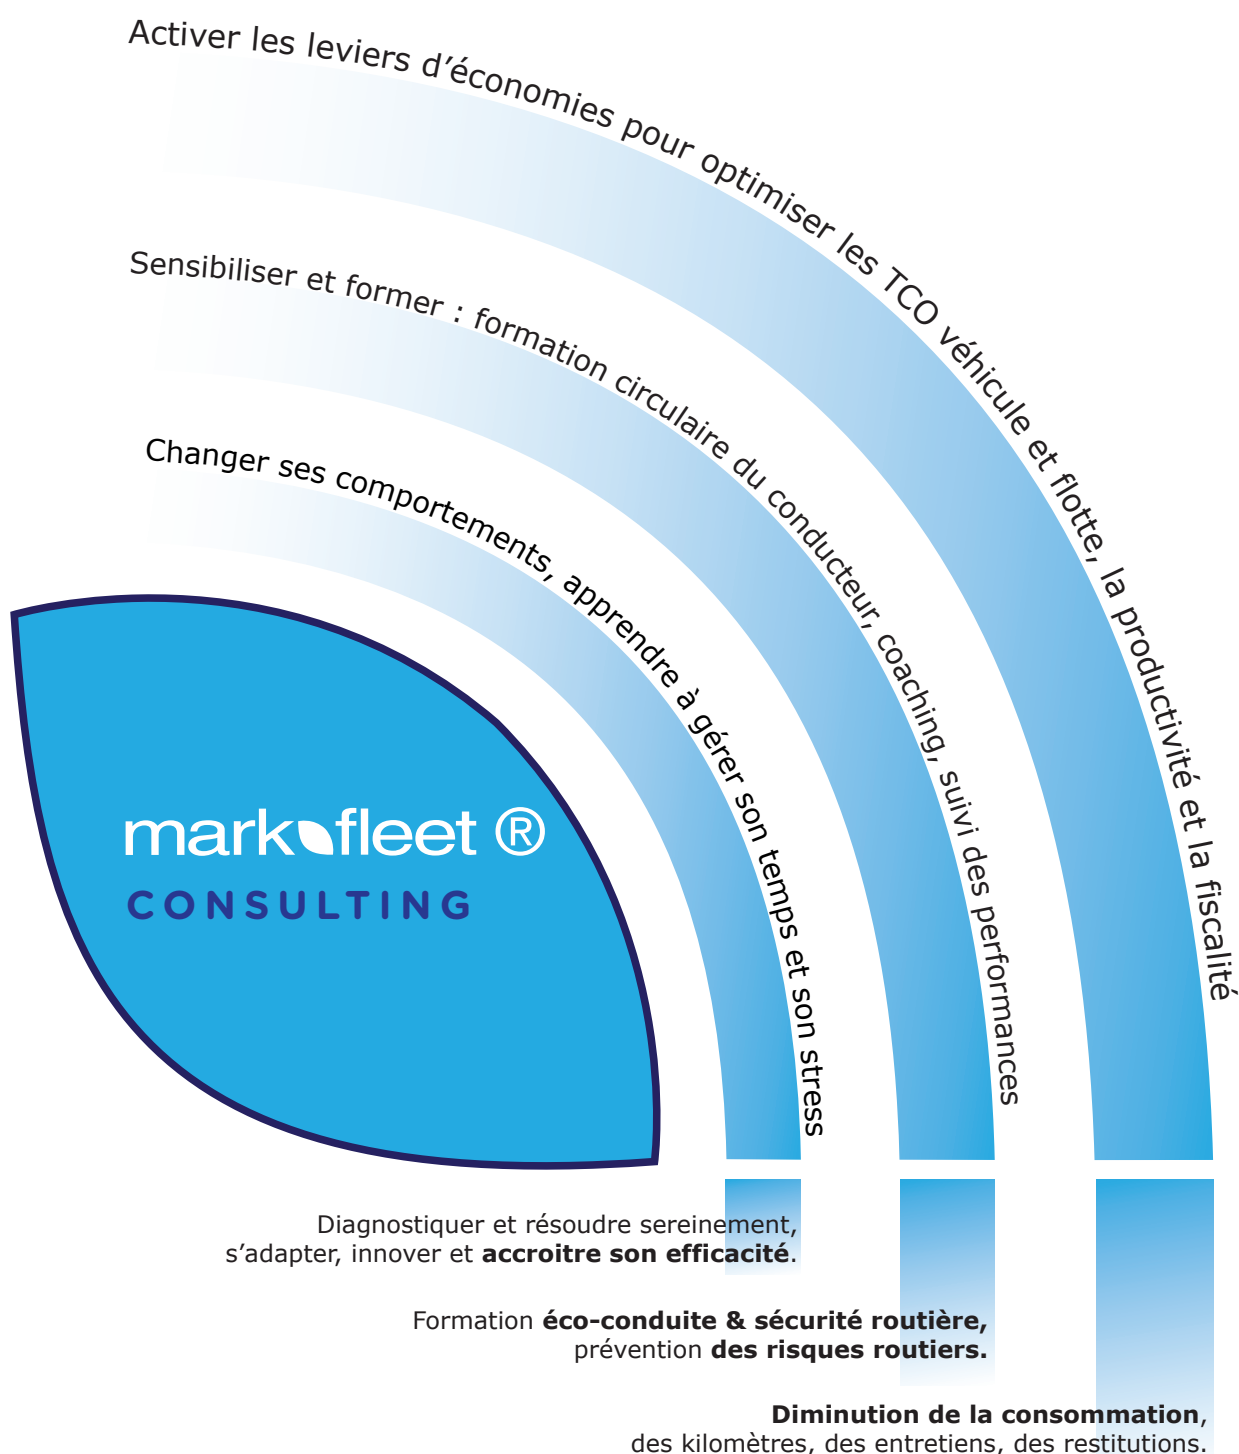 Activer les leviers d’économies pour optimiser les TCO véhicule et flotte, la productivité et la fiscalité
Sensibiliser et former : formation circulaire du conducteur, coaching, suivi des performances
Changer ses comportements, apprendre à gérer son temps et son stress
mark fleet ®
CONSULTING
Diagnostiquer et résoudre sereinement,
s’adapter, innover et accroitre son efficacité.
Formation éco-conduite & sécurité routière,
prévention des risques routiers.
Diminution de la consommation,
des kilomètres, des entretiens, des restitutions.